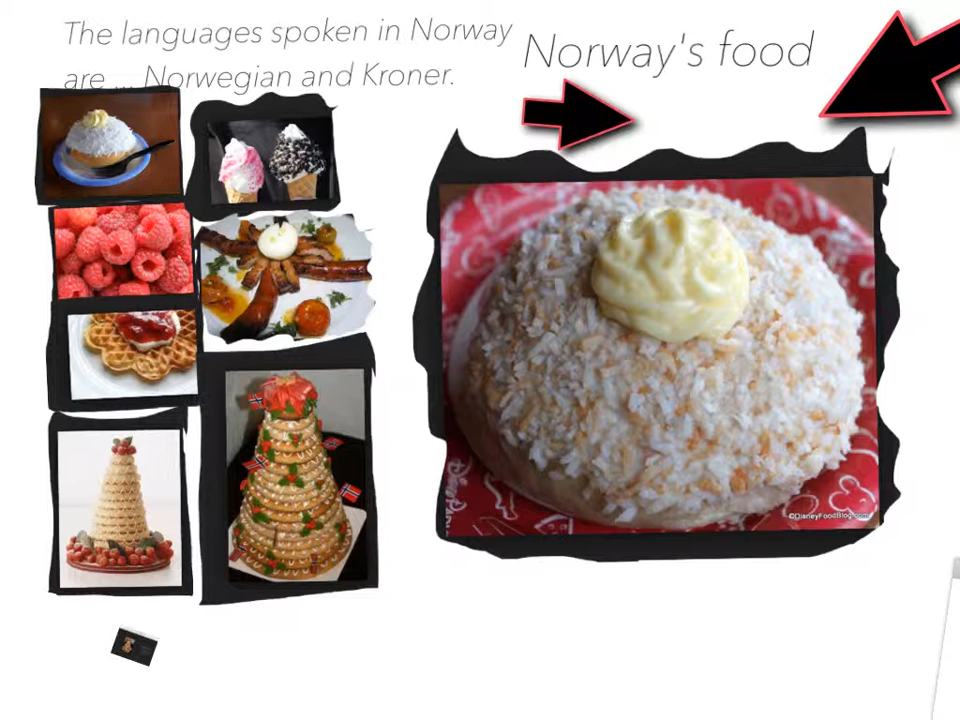 The languages spoken in Norway
are ... Norwegian and Kroner.
Norway's food
©DisneyFoodBlog.com